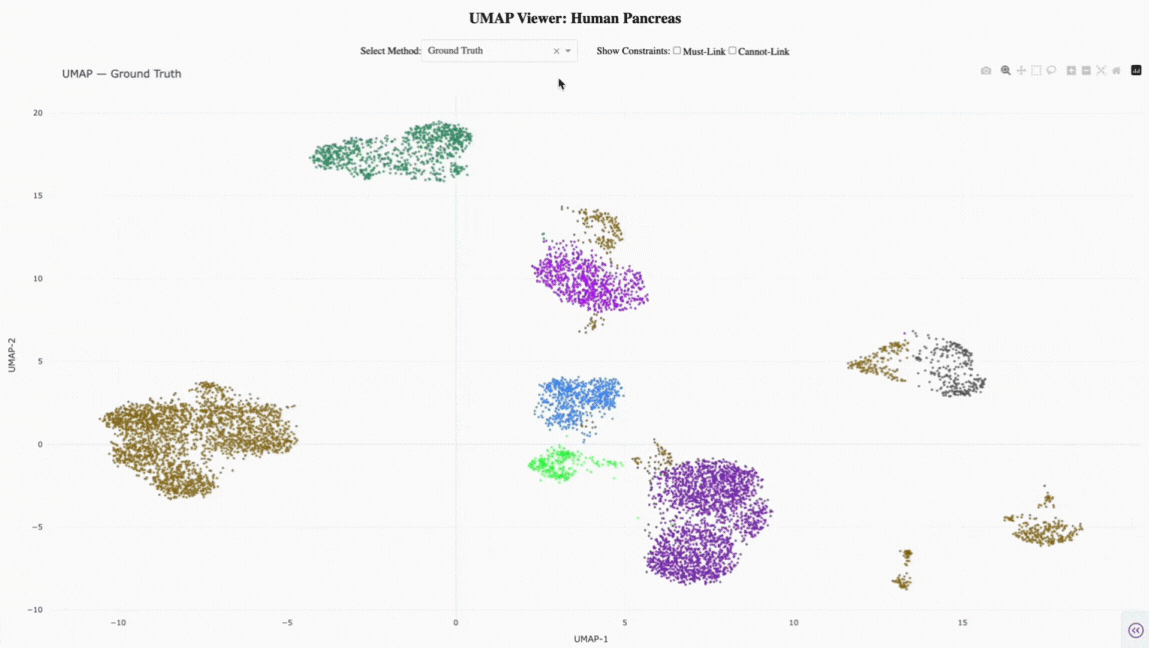 UMAP Viewer: Human Pancreas
Select Method: Ground Truth × Show Constraints: Must-Link Cannot-Link
UMAP — Ground Truth
20
15
10
5
0
−5
−10
UMAP-2
−10 −5 0 5 10 15
UMAP-1